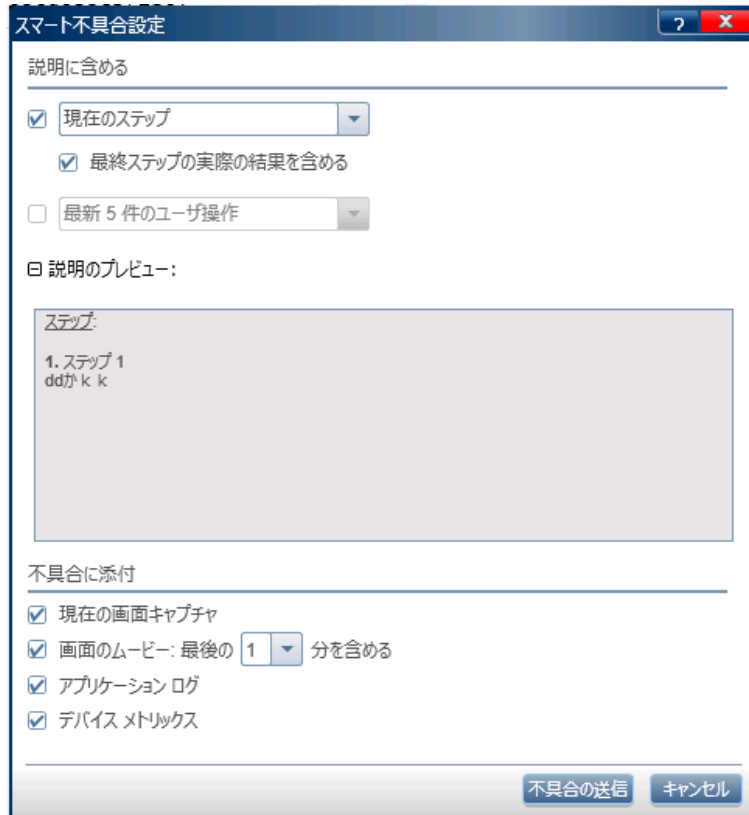 スマート不具合設定
?
X
説明に含める
現在のステップ
最終ステップの実際の結果を含める
最新 5 件のユーザ操作
説明のプレビュー:
ステップ:
1. ステップ 1
ddかｋｋ
不具合に添付
現在の画面キャプチャ
画面のムービー: 最後の 1 分を含める
アプリケーション ログ
デバイス メトリックス
不具合の送信 キャンセル